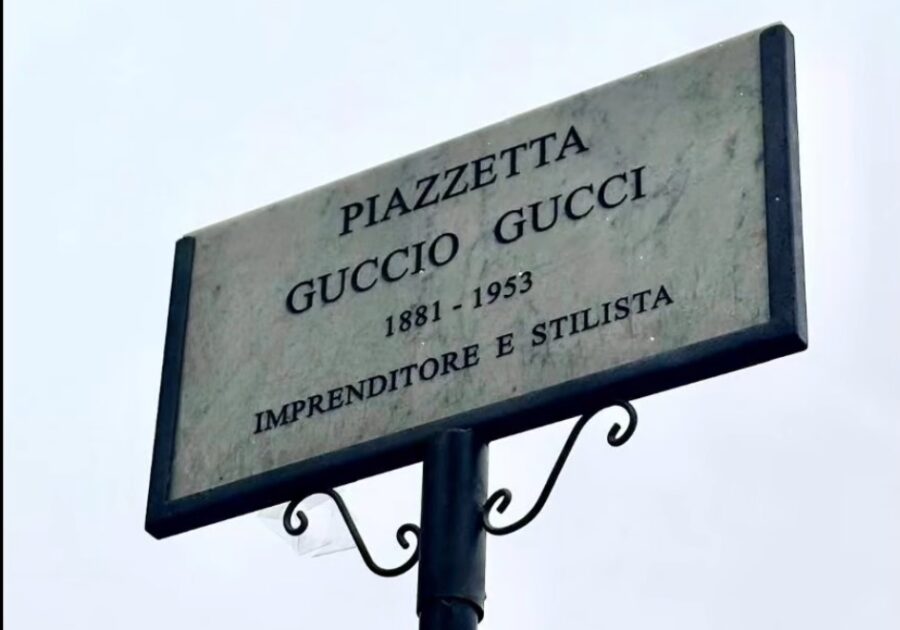 PIAZZETTA
GUCCIO GUCCI
1881 - 1953
IMPRENDITORE E STILISTA